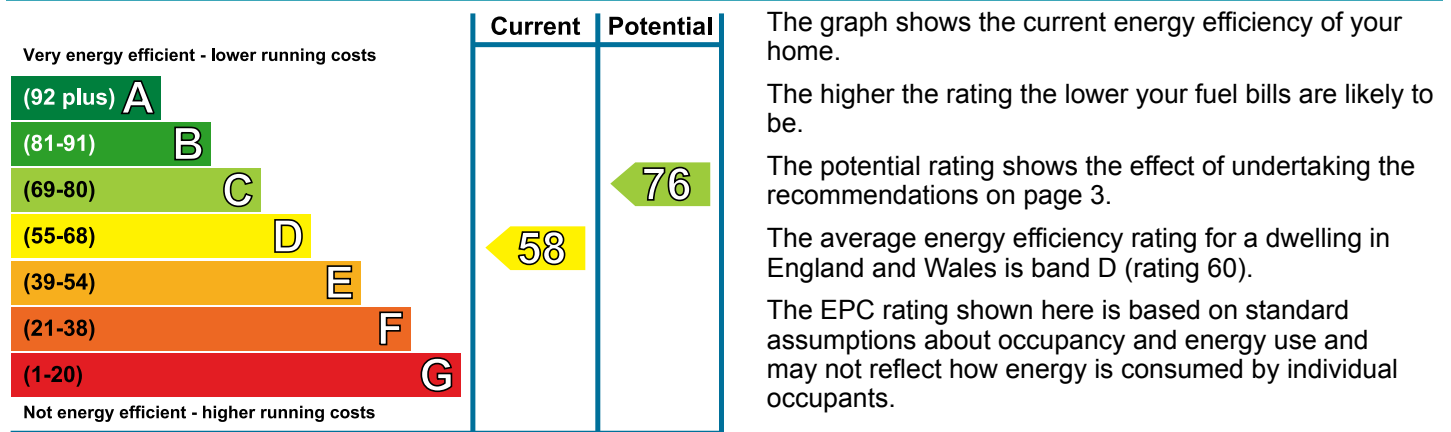 Current Potential
Very energy efficient - lower running costs
(92 plus) A
(81-91) B
(69-80) C
76
(55-68) D
58
(39-54) E
(21-38) F
(1-20) G
Not energy efficient - higher running costs
The graph shows the current energy efficiency of your
home.
The higher the rating the lower your fuel bills are likely to
be.
The potential rating shows the effect of undertaking the
recommendations on page 3.
The average energy efficiency rating for a dwelling in
England and Wales is band D (rating 60).
The EPC rating shown here is based on standard
assumptions about occupancy and energy use and
may not reflect how energy is consumed by individual
occupants.